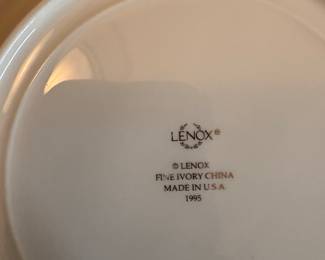 LENOX®
© LENOX
FINE IVORY CHINA
MADE IN U.S.A
1995